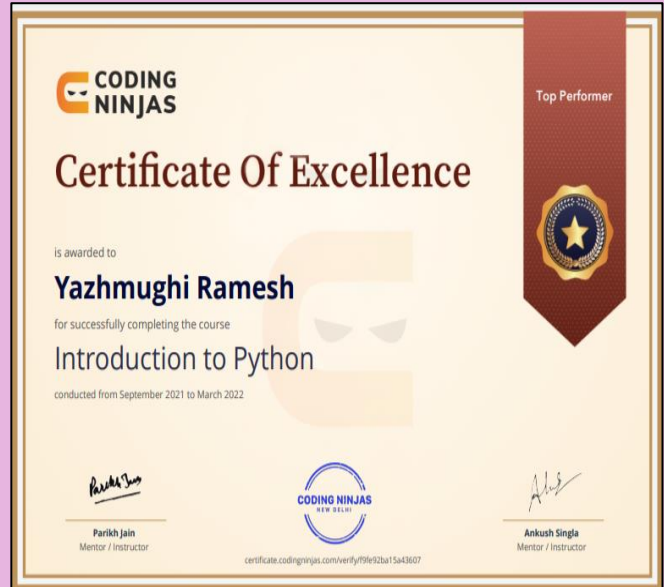 CODING
NINJAS
Top Performer
Certificate Of Excellence
is awarded to
Yazhmughi Ramesh
for successfully completing the course
Introduction to Python
conducted from September 2021 to March 2022
Parikh Jain
CODING NINJAS
NEW DELHI
Parikh Jain
Mentor / Instructor
Ankush Singla
Mentor / Instructor
certificate.codingninjas.com/verify/f9fe92ba15a43607